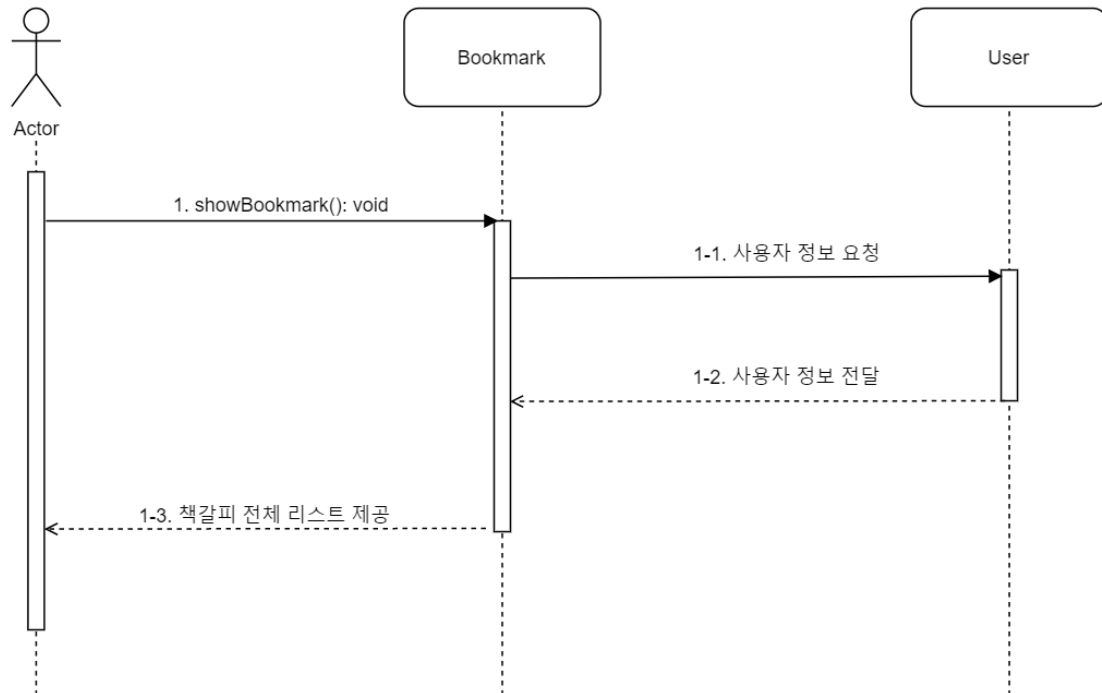 Bookmark
User
Actor
1. showBookmark(): void
1-1. 사용자 정보 요청
1-2. 사용자 정보 전달
1-3. 책갈피 전체 리스트 제공